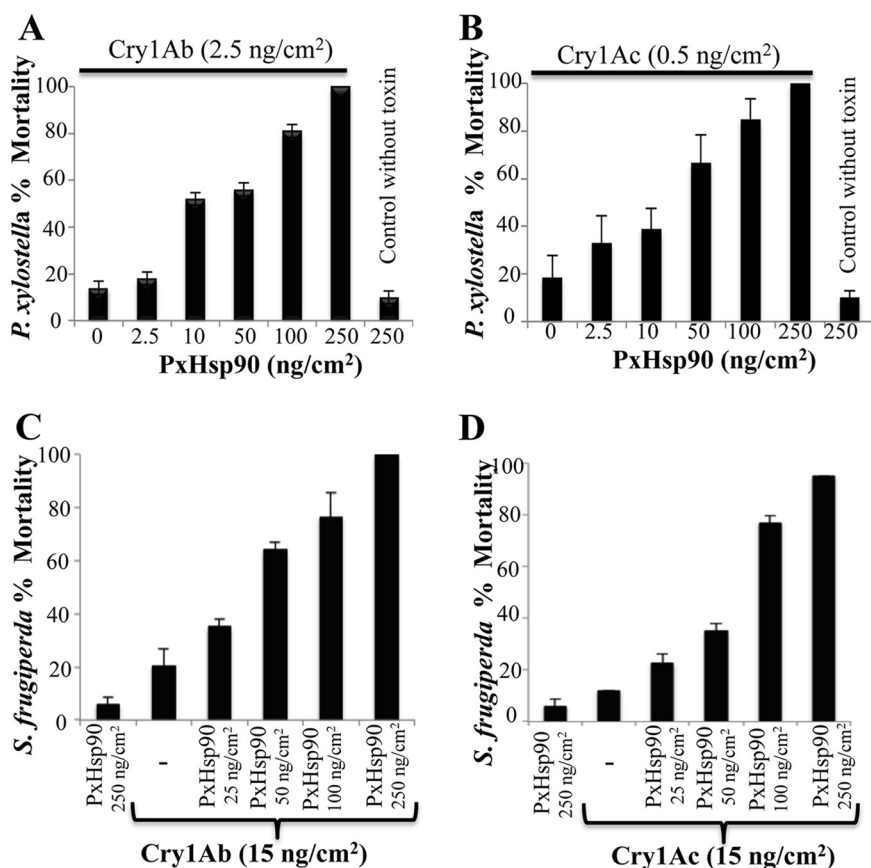 A
Cry1Ab (2.5 ng/cm²)
P. xylostella % Mortality
100
80
60
40
20
0
0 2.5 10 50 100 250 250
Control without toxin
PxHsp90 (ng/cm²)
B
Cry1Ac (0.5 ng/cm²)
P. xylostella % Mortality
100
80
60
40
20
0
0 2.5 10 50 100 250 250
Control without toxin
PxHsp90 (ng/cm²)
C
S. frugiperda % Mortality
100
80
60
40
20
0
PxHsp90
250 ng/cm²
-
PxHsp90
25 ng/cm²
PxHsp90
50 ng/cm²
PxHsp90
100 ng/cm²
PxHsp90
250 ng/cm²
Cry1Ab (15 ng/cm²)
D
S. frugiperda % Mortality
100
80
60
40
20
0
PxHsp90
250 ng/cm²
-
PxHsp90
25 ng/cm²
PxHsp90
50 ng/cm²
PxHsp90
100 ng/cm²
PxHsp90
250 ng/cm²
Cry1Ac (15 ng/cm²)